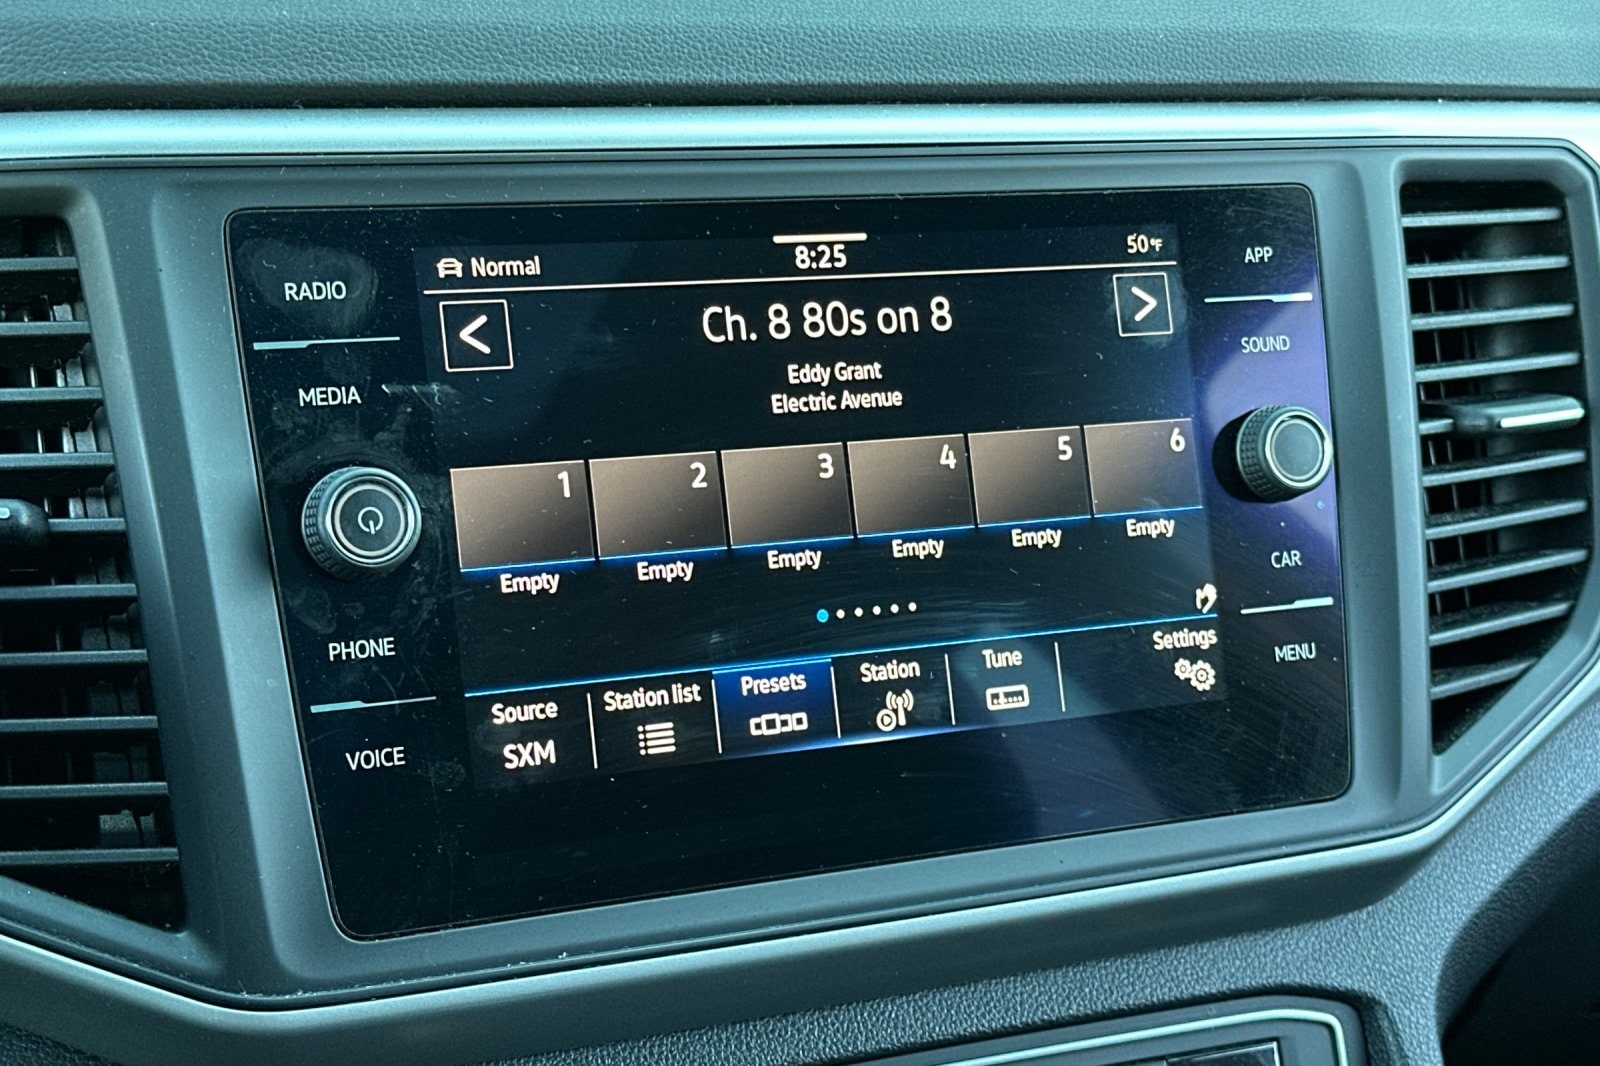 RADIO
MEDIA
PHONE
VOICE
Normal
8:25
50°F
Ch. 8 80s on 8
Eddy Grant
Electric Avenue
1 2 3 4 5 6
Empty Empty Empty Empty Empty Empty
Source
SXM
Station list
Presets
Station
Tune
Settings
APP
SOUND
CAR
MENU